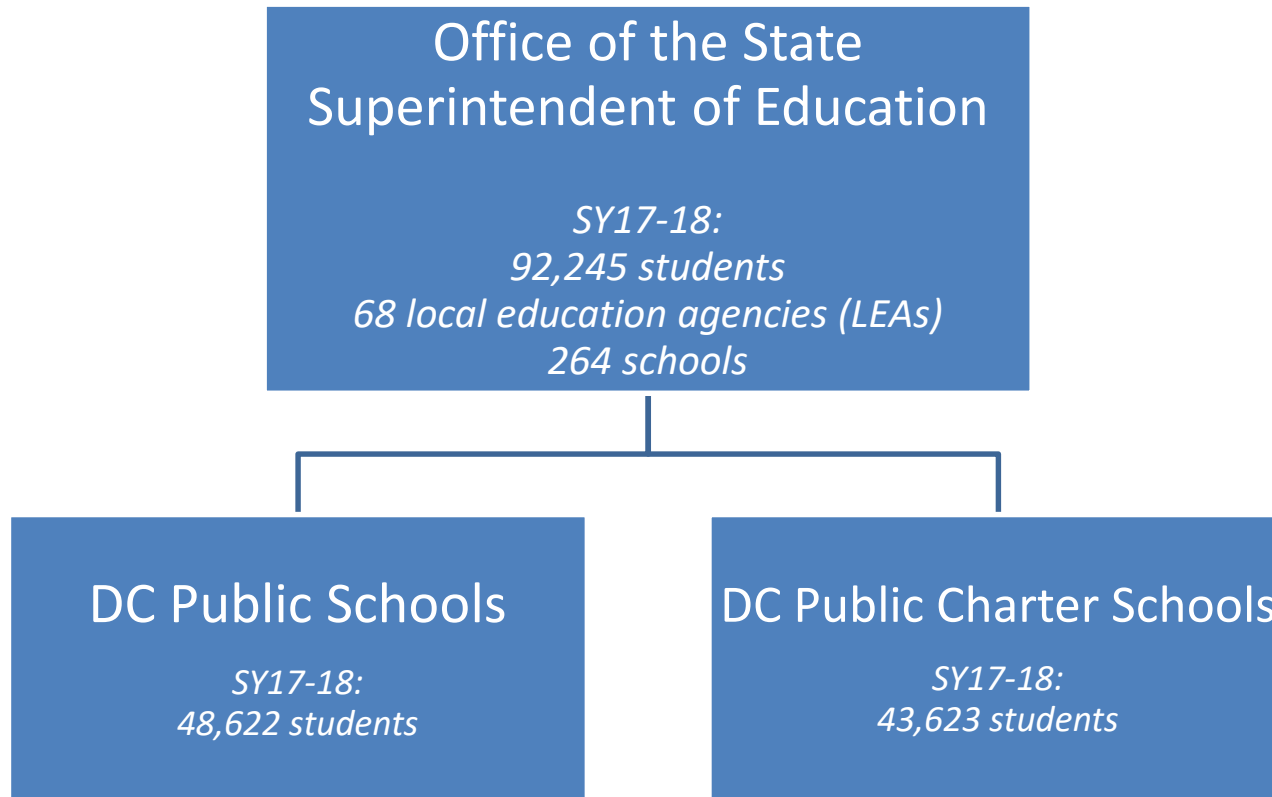 Office of the State
Superintendent of Education
SY17-18:
92,245 students
68 local education agencies (LEAs)
264 schools
DC Public Schools
SY17-18:
48,622 students
DC Public Charter Schools
SY17-18:
43,623 students